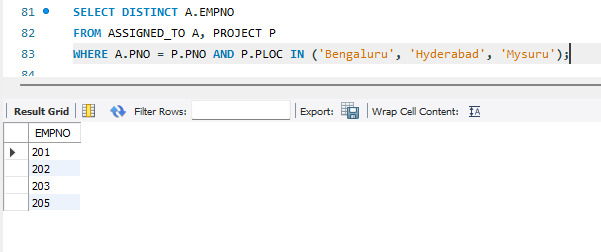 81 SELECT DISTINCT A.EMPNO
82 FROM ASSIGNED_TO A, PROJECT P
83 WHERE A.PNO = P.PNO AND P.PLOC IN ('Bengaluru', 'Hyderabad', 'Mysuru');
84
Result Grid Filter Rows: Export: Wrap Cell Content: IA
EMPNO
201
202
203
205